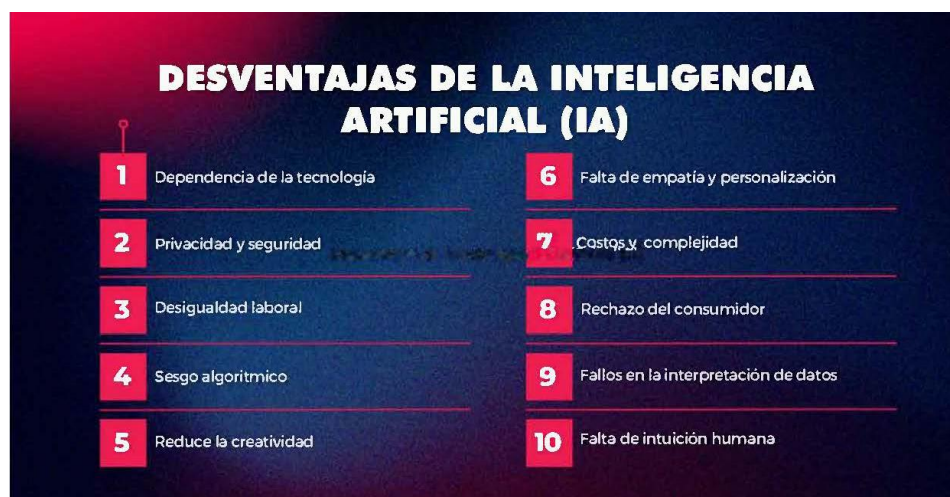 DESVENTAJAS DE LA INTELIGENCIA
ARTIFICIAL (IA)
1 Dependencia de la tecnología
2 Privacidad y seguridad
3 Desigualdad laboral
4 Sesgo algoritmico
5 Reduce la creatividad
6 Falta de empatía y personalización
7 Costos y complejidad
8 Rechazo del consumidor
9 Fallos en la interpretación de datos
10 Falta de intuición humana